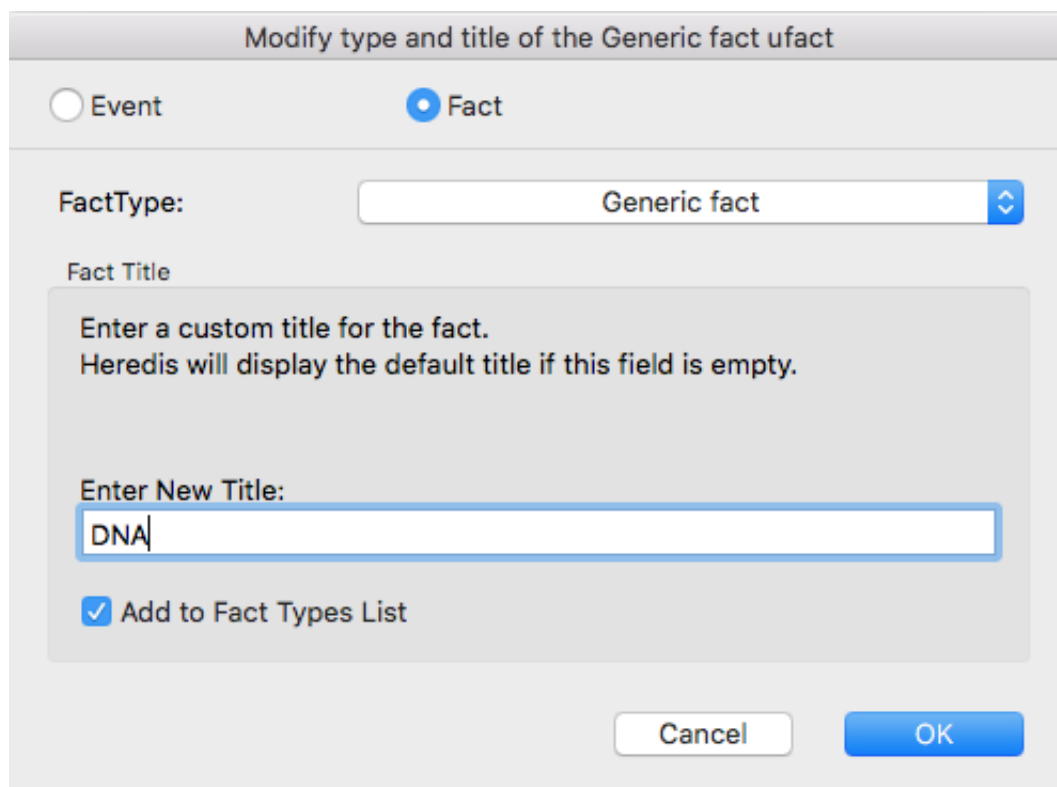 Modify type and title of the Generic fact ufact
Event Fact
FactType: Generic fact
Fact Title
Enter a custom title for the fact.
Heredis will display the default title if this field is empty.
Enter New Title:
DNA
Add to Fact Types List
Cancel OK